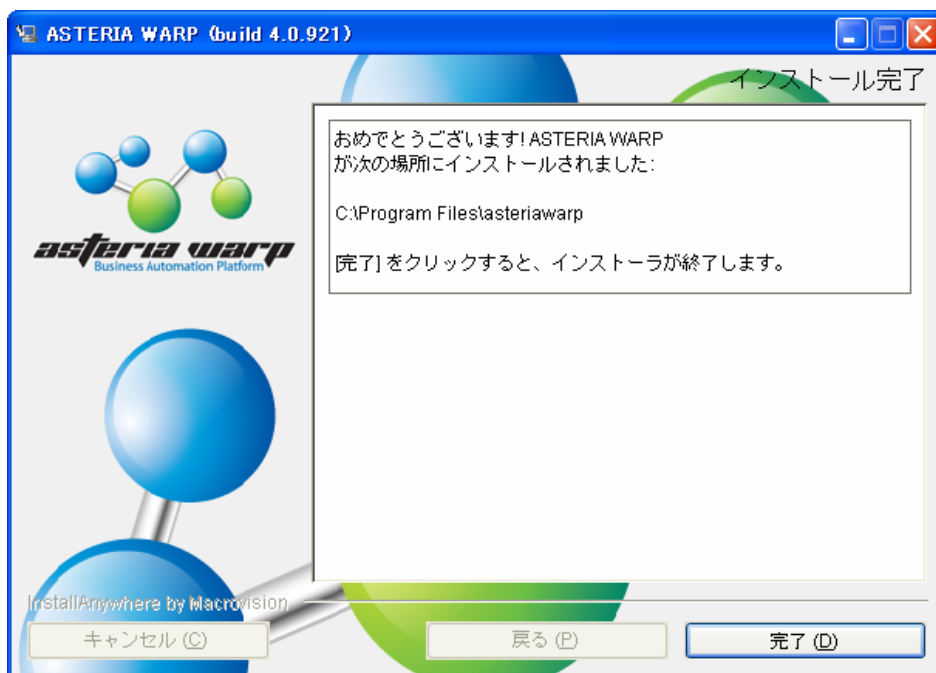 ASTERIA WARP (build 4.0.921)
インストール完了
asteria warp
Business Automation Platform
おめでとうございます! ASTERIA WARP
が次の場所にインストールされました:
C:\Program Files\asteriawarp
[完了] をクリックすると、インストーラが終了します。
InstallAnywhere by Macrovision
キャンセル (C)
戻る (P)
完了 (D)